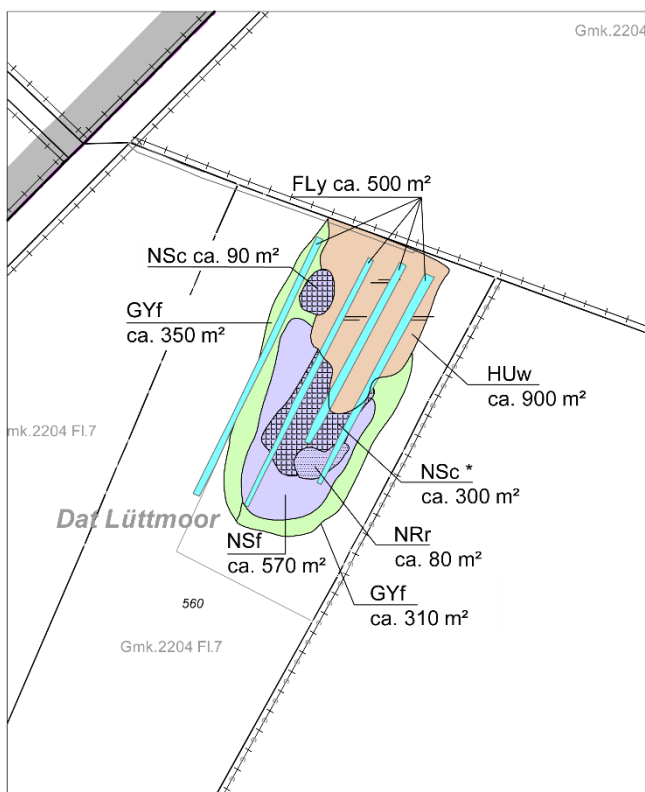 Gmk.2204
FLy ca. 500 m²
NSc ca. 90 m²
GYf
ca. 350 m²
HUw
ca. 900 m²
mk.2204 Fl.7
NSc *
ca. 300 m²
Dat Lüttmoor
NSf
ca. 570 m²
NRr
ca. 80 m²
GYf
ca. 310 m²
560
Gmk.2204 Fl.7